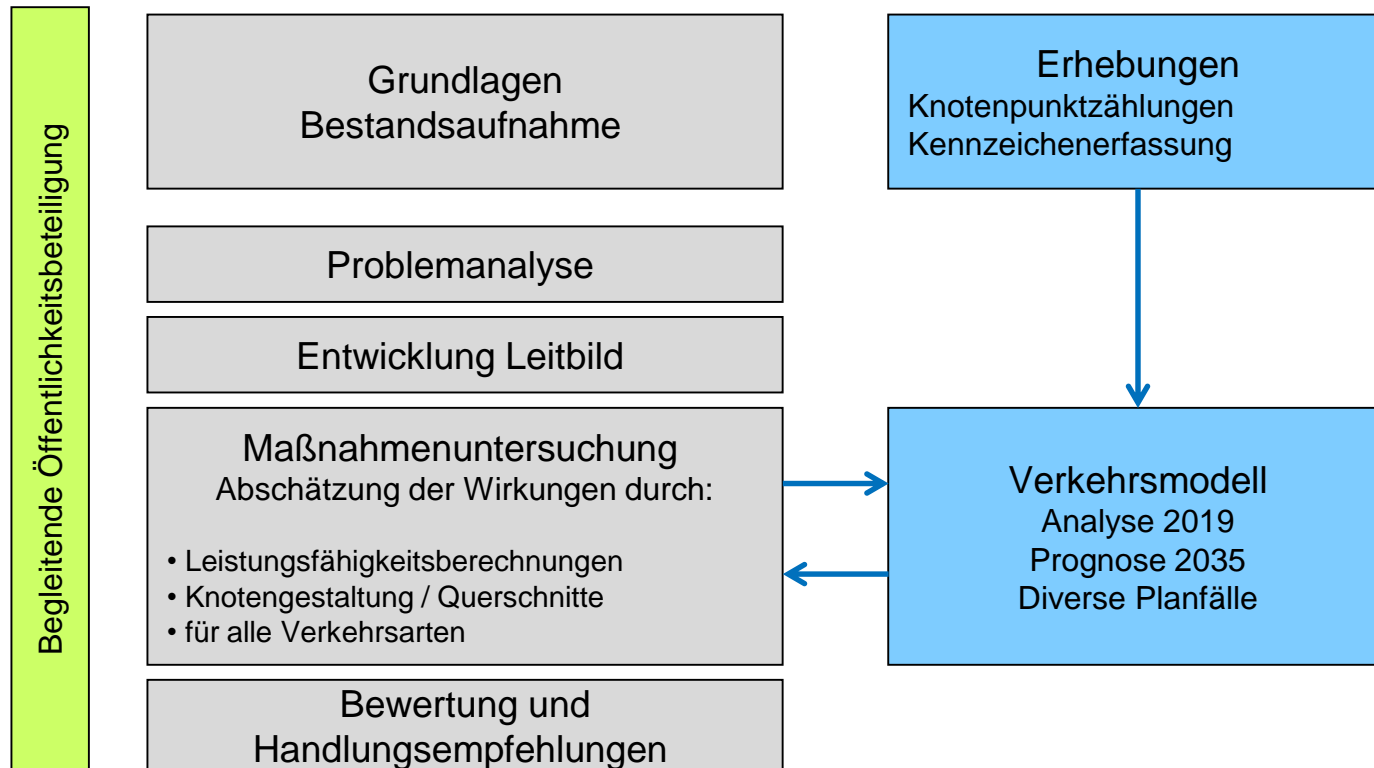 Begleitende Öffentlichkeitsbeteiligung
Grundlagen
Bestandsaufnahme
Erhebungen
Knotenpunktzählungen
Kennzeichenerfassung
Problemanalyse
Entwicklung Leitbild
Maßnahmenuntersuchung
Abschätzung der Wirkungen durch:
• Leistungsfähigkeitsberechnungen
• Knotengestaltung / Querschnitte
• für alle Verkehrsarten
Verkehrsmodell
Analyse 2019
Prognose 2035
Diverse Planfälle
Bewertung und
Handlungsempfehlungen